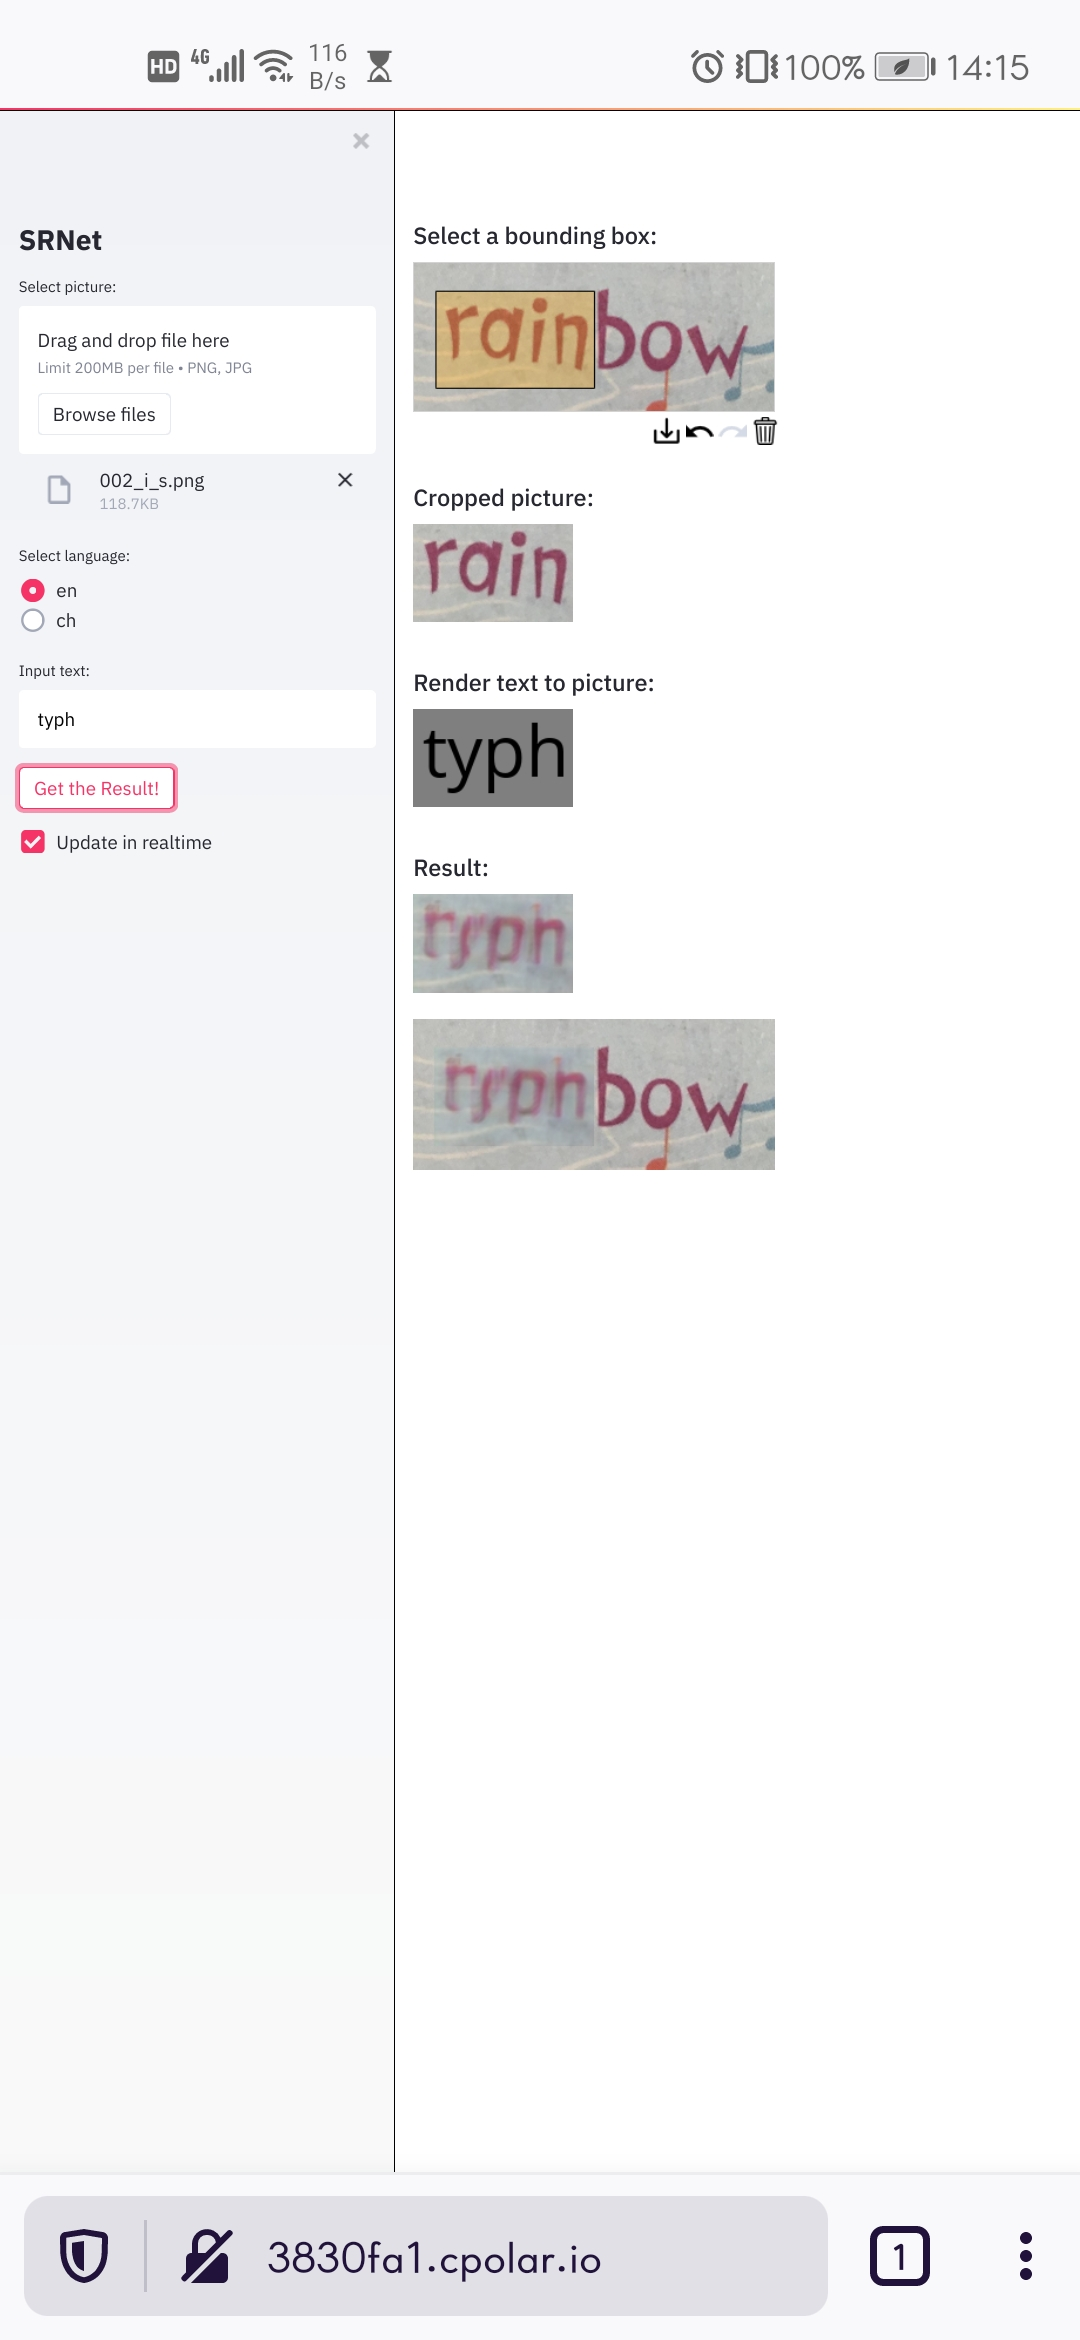 HD 4G 116 B/s 100% 14:15
SRNet
Select picture:
Drag and drop file here
Limit 200MB per file • PNG, JPG
Browse files
002_i_s.png
118.7KB
Select language:
en
ch
Input text:
typh
Get the Result!
Update in realtime
Select a bounding box:
rainbow
Cropped picture:
rain
Render text to picture:
typh
Result:
typh
typhbow
3830fa1.cpolar.io
1